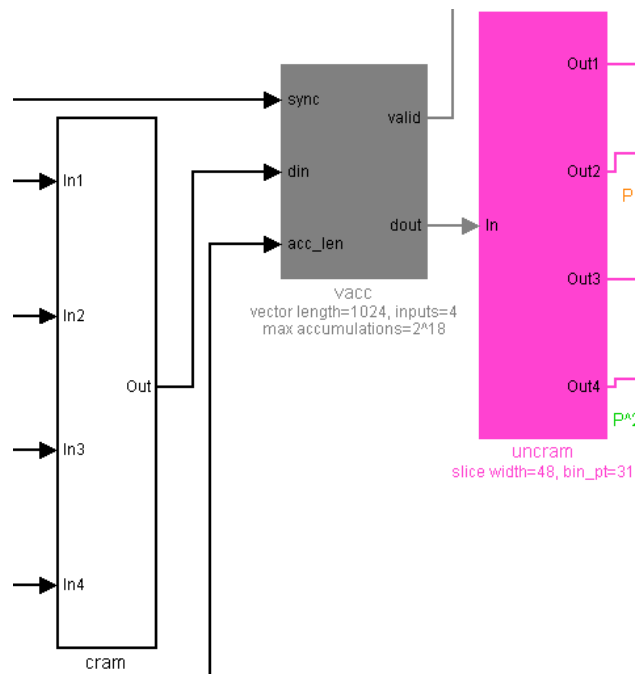 sync
din
acc_len
valid
dout
vacc
vector length=1024, inputs=4
max accumulations=2^18
In1
In2
In3
In4
Out
cram
In
Out1
Out2
Out3
Out4
P
P^2
uncram
slice width=48, bin_pt=31